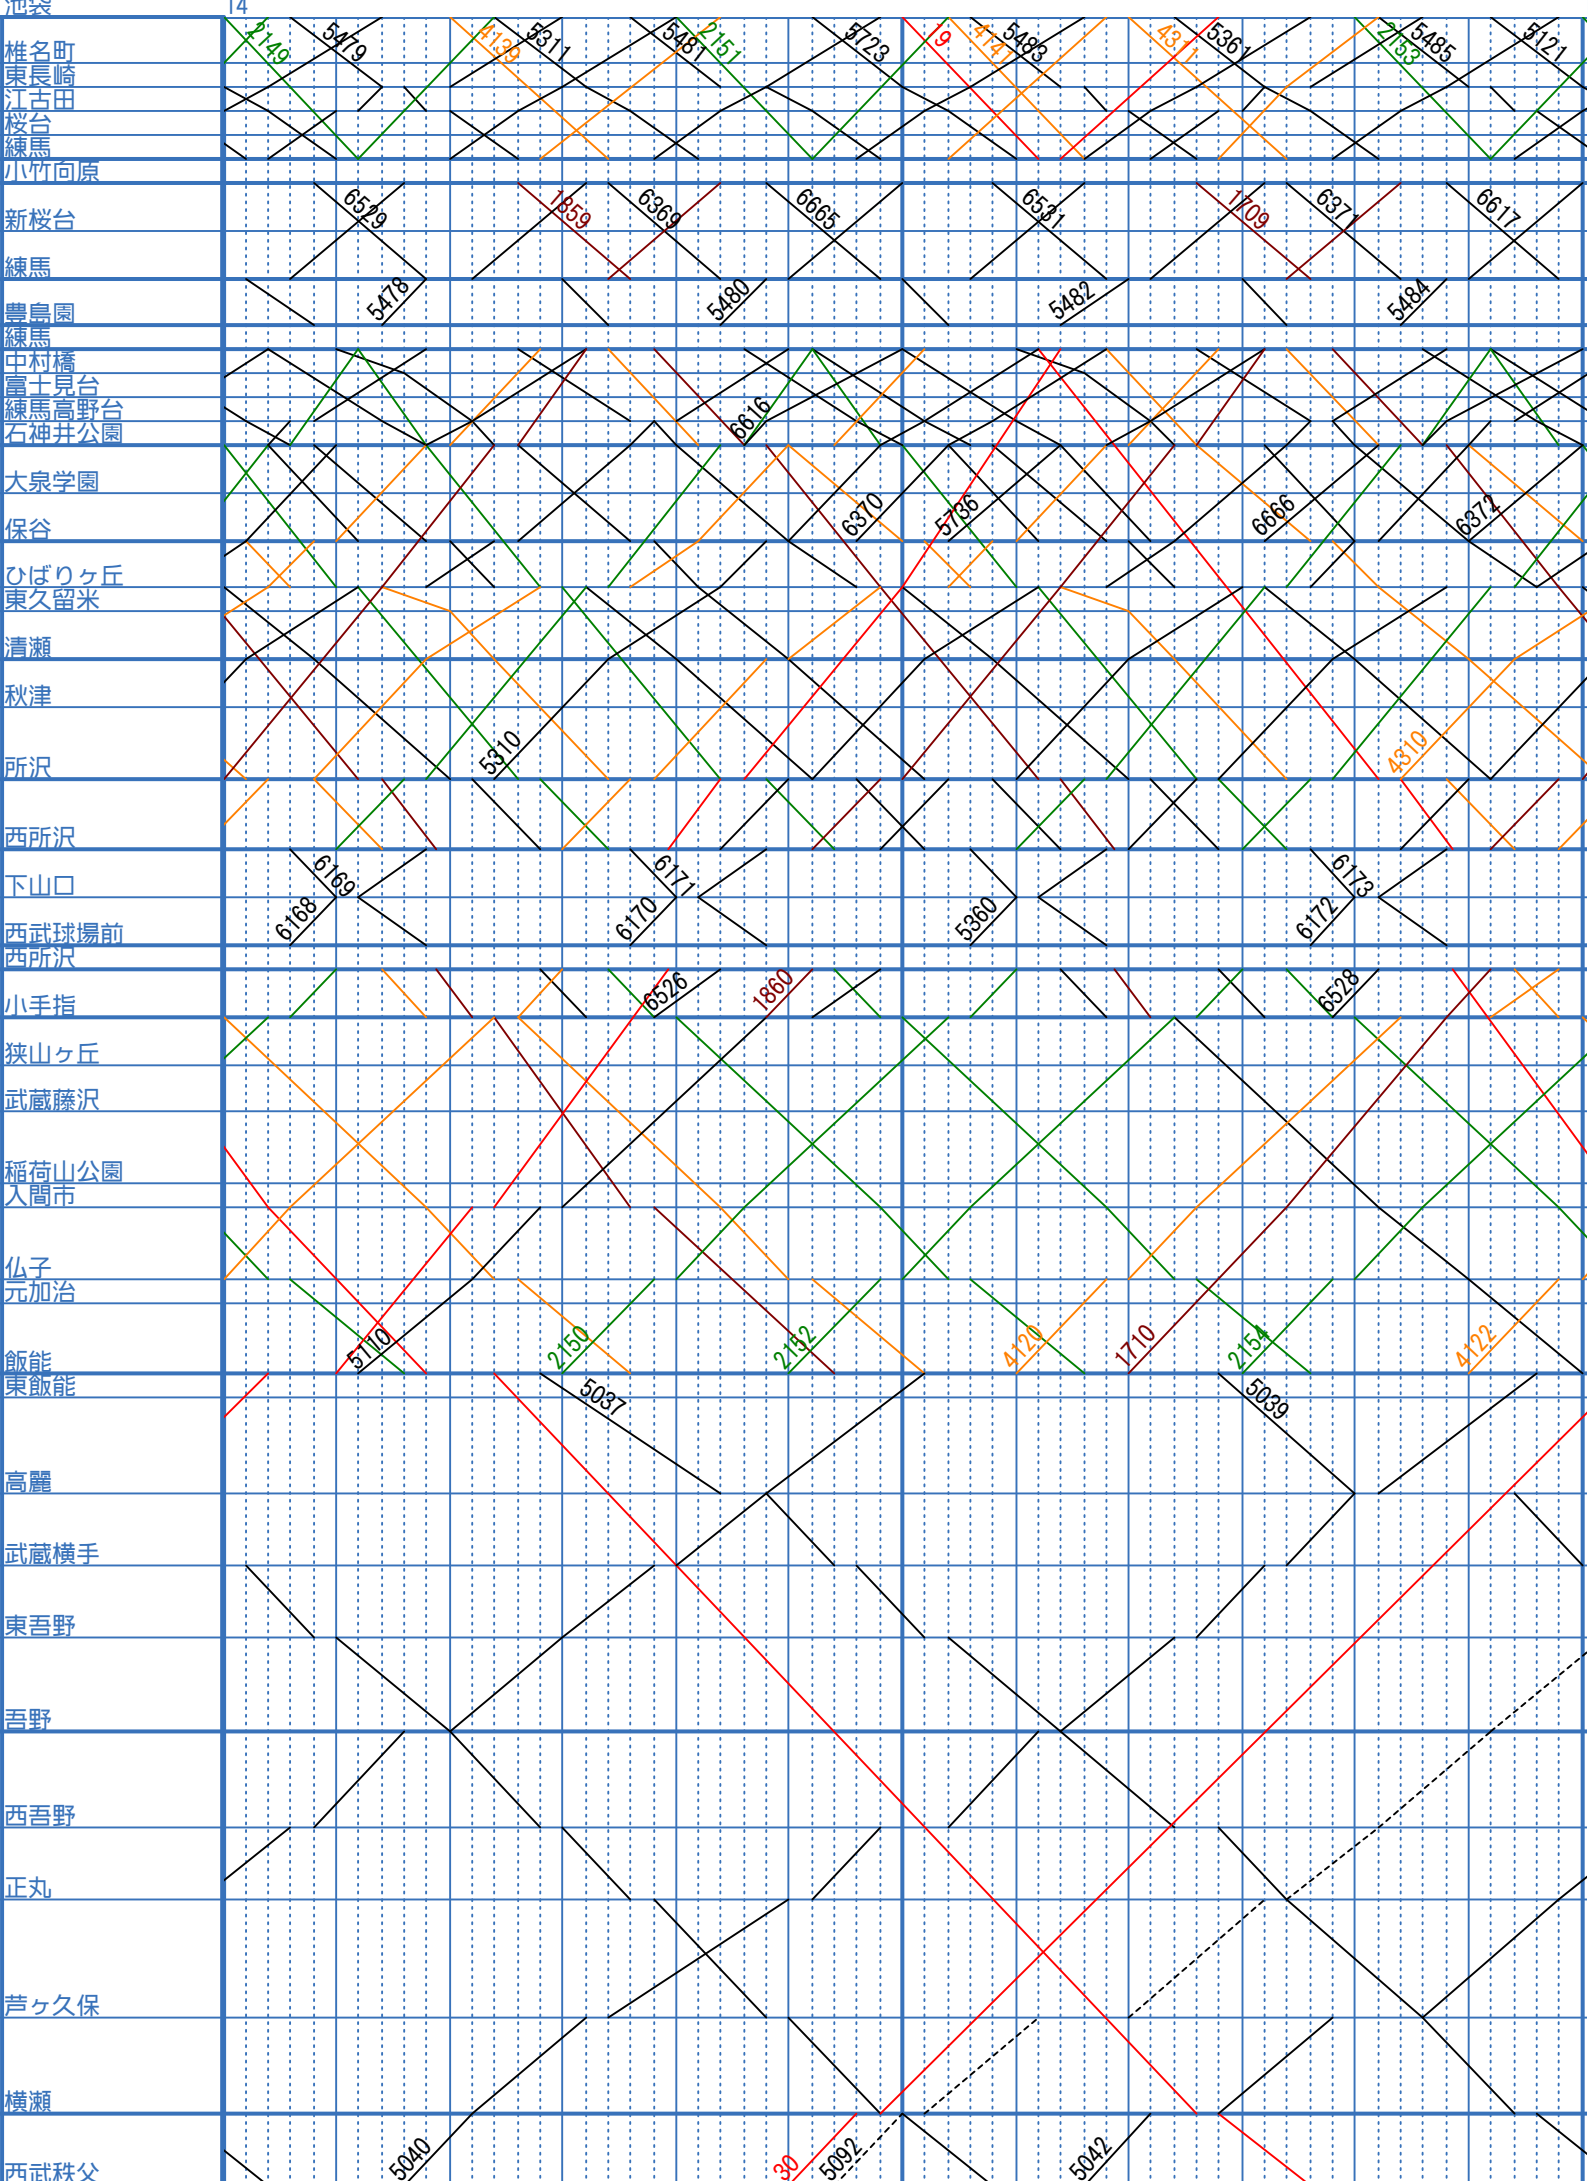 池袋 14
椎名町 2149 5479 4139 5311 5481 2151 5723 19 4141 5483 4311 5361 2153 5485 5121
東長崎
江古田
桜台
練馬
小竹向原
新桜台 6529 1859 6369 6665 6531 1709 6371 6617
練馬
豊島園 5478 5480 5482 5484
練馬
中村橋
富士見台
練馬高野台
石神井公園 6616
大泉学園
保谷 6370 5736 6666 6372
ひばりヶ丘
東久留米
清瀬
秋津
所沢 5310 4310
西所沢
下山口 6169 6171 6173
西武球場前 6168 6170 5360 6172
西所沢
小手指 6526 1860 6528
狭山ヶ丘
武蔵藤沢
稲荷山公園
入間市
仏子
元加治
飯能 5110 2150 2152 4120 1710 2154 4122
東飯能 5037 5039
高麗
武蔵横手
東吾野
吾野
西吾野
正丸
芦ヶ久保
横瀬
西武秩父 5040 30 5092 5042